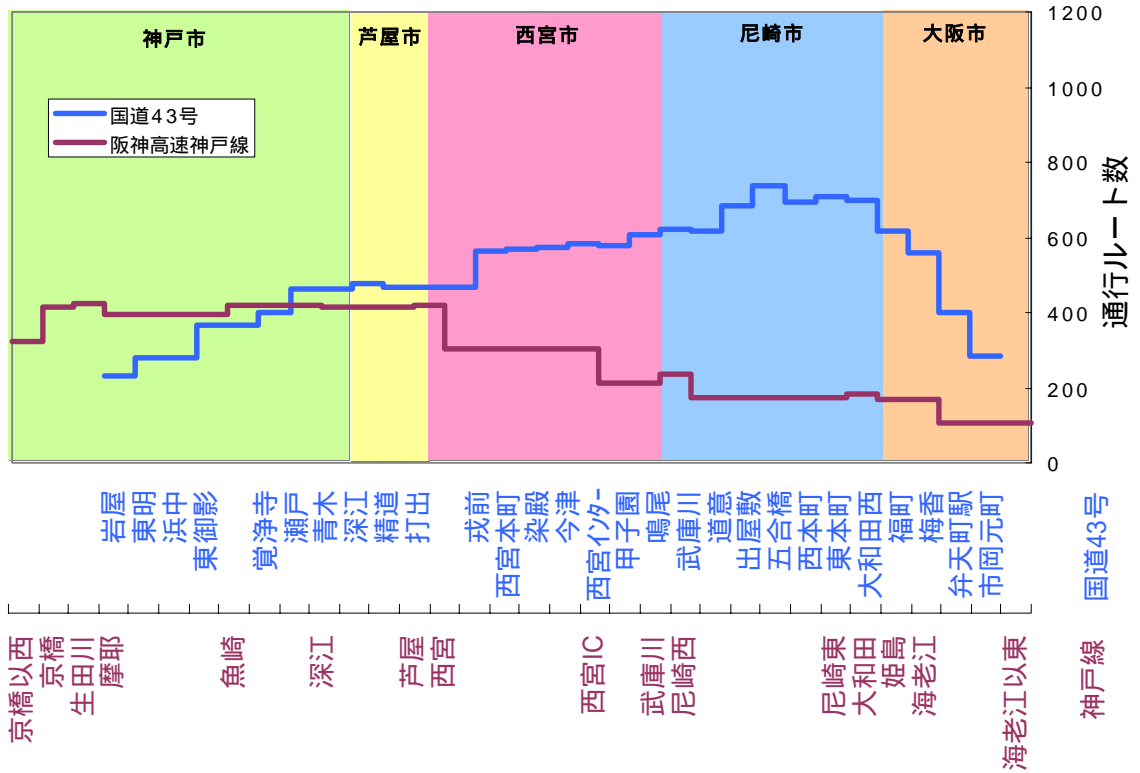 神戸市
芦屋市
西宮市
尼崎市
大阪市
国道43号
阪神高速神戸線
1200
1000
800
600
400
200
0
通行ルート数
岩屋
東明
浜中
東御影
覚浄寺
瀬戸
青木
深江
精道
打出
戎前
西宮本町
染殿
今津
西宮インター
甲子園
鳴尾
武庫川
道意
出屋敷
五合橋
西本町
東本町
大和田西
福町
梅香
弁天町駅
市岡元町
国道43号
京橋以西
京橋
生田川
摩耶
魚崎
深江
芦屋
西宮
西宮IC
武庫川
尼崎西
尼崎東
大和田
姫島
海老江
海老江以東
神戸線